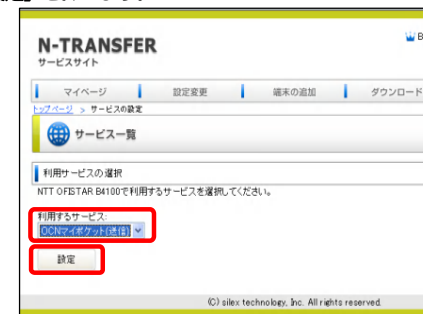 N-TRANSFER
サービスサイト
マイページ 設定変更 端末の追加 ダウンロード
トップページ > サービスの設定
サービス一覧
利用サービスの選択
NTT OFISTAR B4100で利用するサービスを選択してください。
利用するサービス:
OCNマイポケット(送信)
設定
(C) silex technology, Inc. All rights reserved.